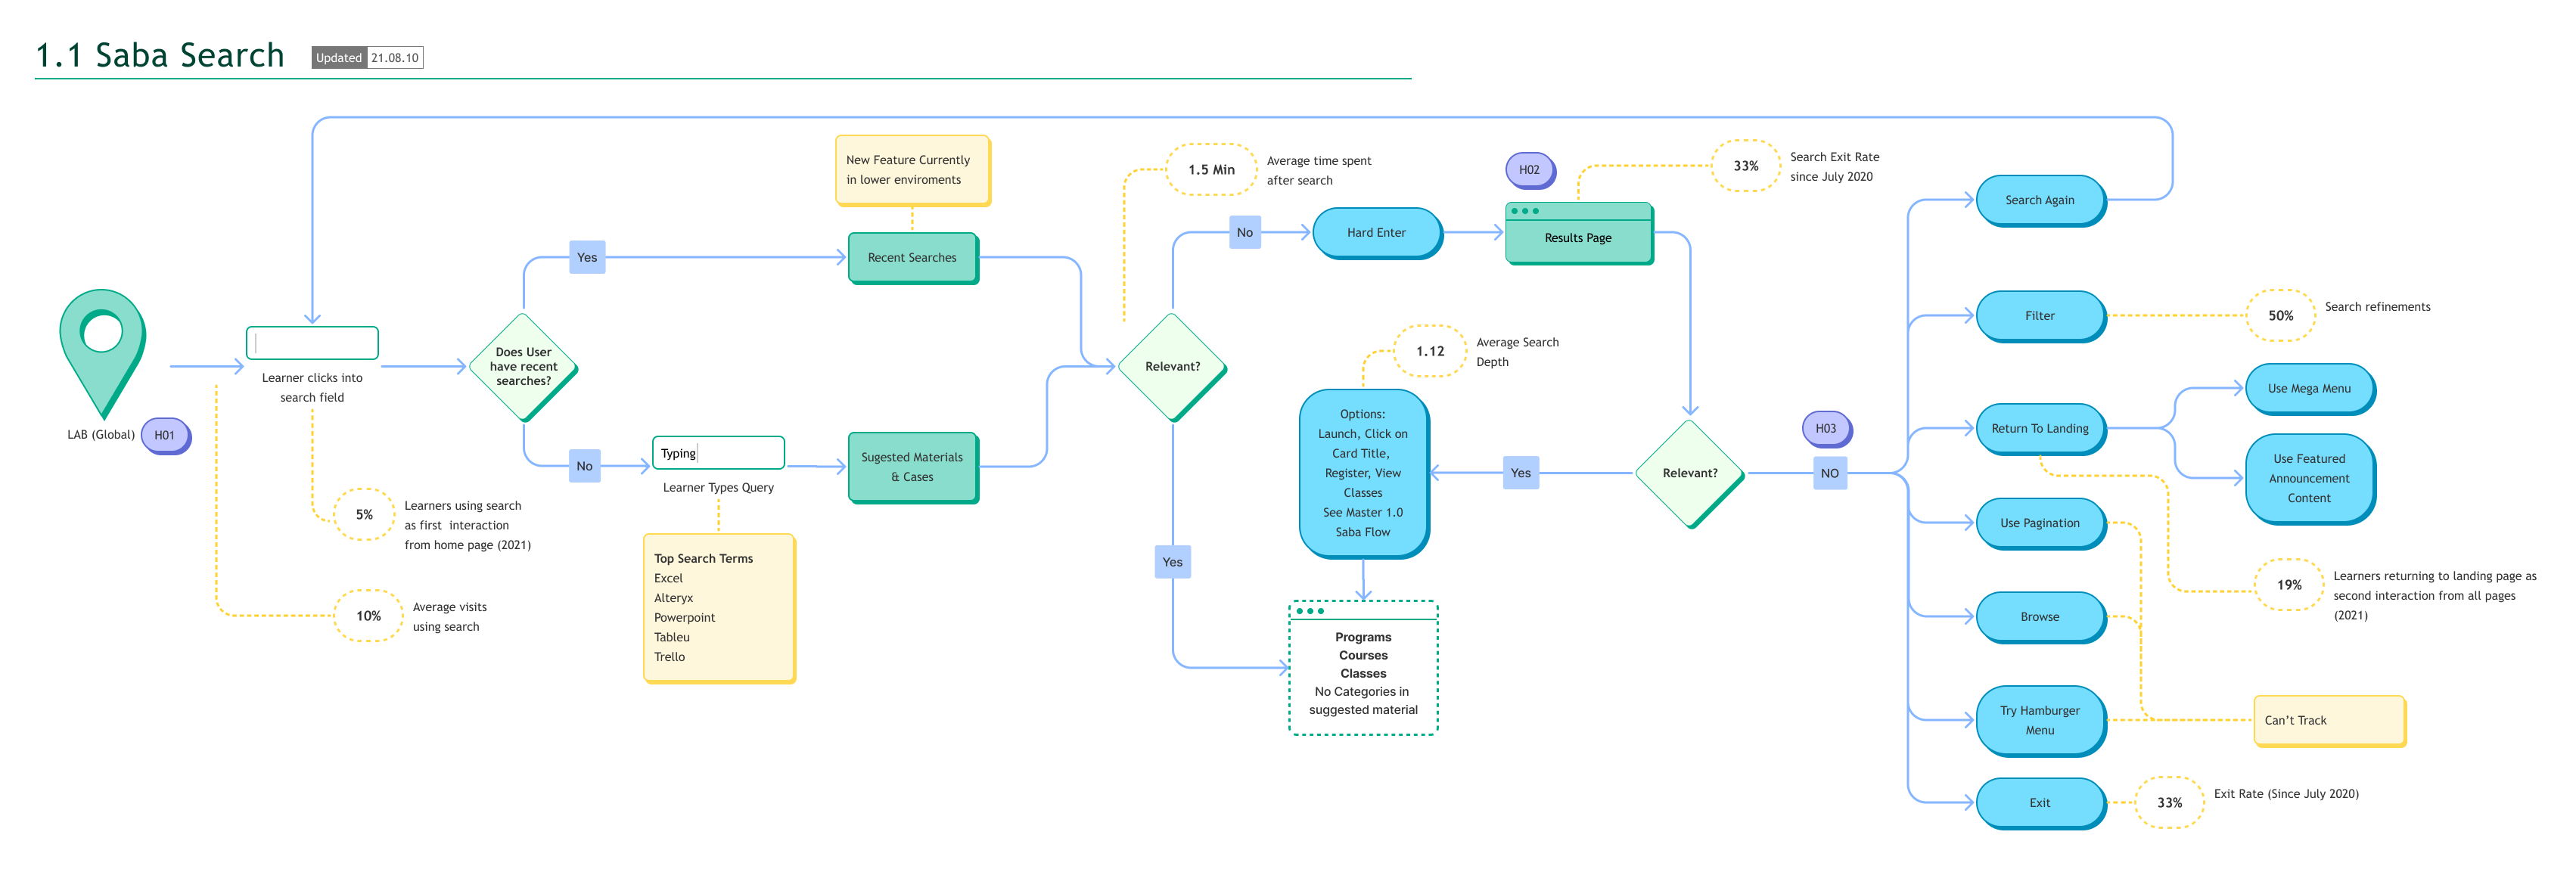 1.1 Saba Search
Updated 21.08.10
LAB (Global)
H01
Learner clicks into
search field
5%
Learners using search
as first interaction
from home page (2021)
10%
Average visits
using search
Does User
have recent
searches?
Yes
No
New Feature Currently
in lower enviroments
Recent Searches
Typing
Learner Types Query
Top Search Terms
Excel
Alteryx
Powerpoint
Tableu
Trello
Sugested Materials
& Cases
1.5 Min
Average time spent
after search
Relevant?
No
Yes
Hard Enter
H02
Results Page
33%
Search Exit Rate
since July 2020
1.12
Average Search
Depth
Options:
Launch, Click on
Card Title,
Register, View
Classes
See Master 1.0
Saba Flow
Programs
Courses
Classes
No Categories in
suggested material
Yes
Relevant?
H03
NO
Search Again
Filter
50%
Search refinements
Return To Landing
Use Mega Menu
Use Featured
Announcement
Content
19%
Learners returning to landing page as
second interaction from all pages
(2021)
Use Pagination
Browse
Try Hamburger
Menu
Can’t Track
Exit
33%
Exit Rate (Since July 2020)